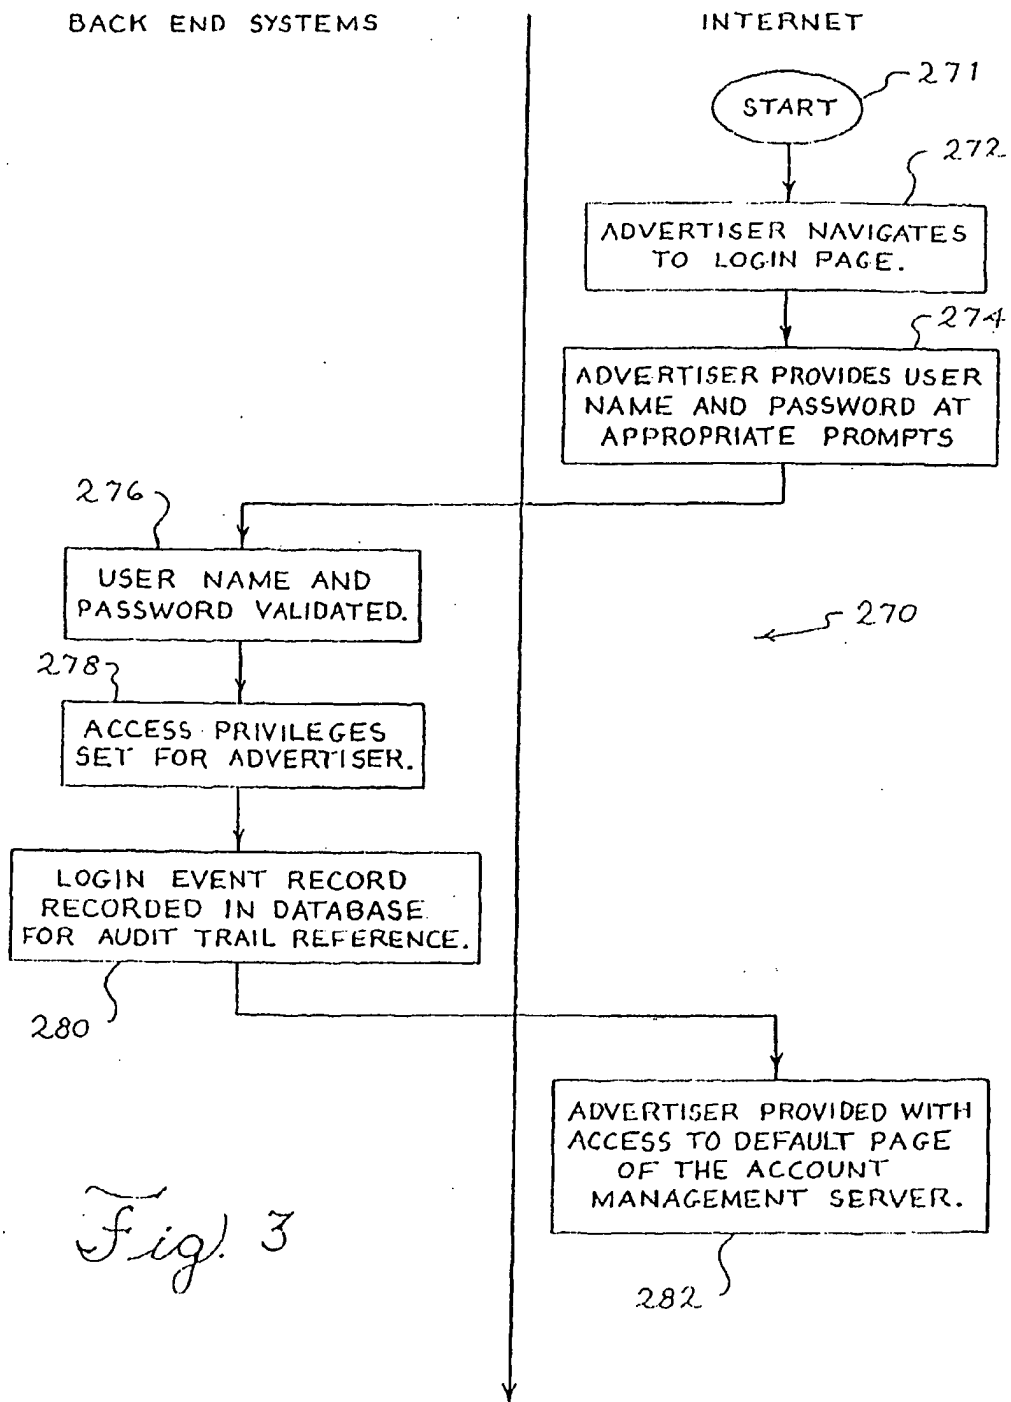 BACK END SYSTEMS
INTERNET
271
START
272
ADVERTISER NAVIGATES
TO LOGIN PAGE.
274
ADVERTISER PROVIDES USER
NAME AND PASSWORD AT
APPROPRIATE PROMPTS
276
USER NAME AND
PASSWORD VALIDATED.
270
278
ACCESS PRIVILEGES
SET FOR ADVERTISER.
LOGIN EVENT RECORD
RECORDED IN DATABASE
FOR AUDIT TRAIL REFERENCE.
280
ADVERTISER PROVIDED WITH
ACCESS TO DEFAULT PAGE
OF THE ACCOUNT
MANAGEMENT SERVER.
282
Fig. 3